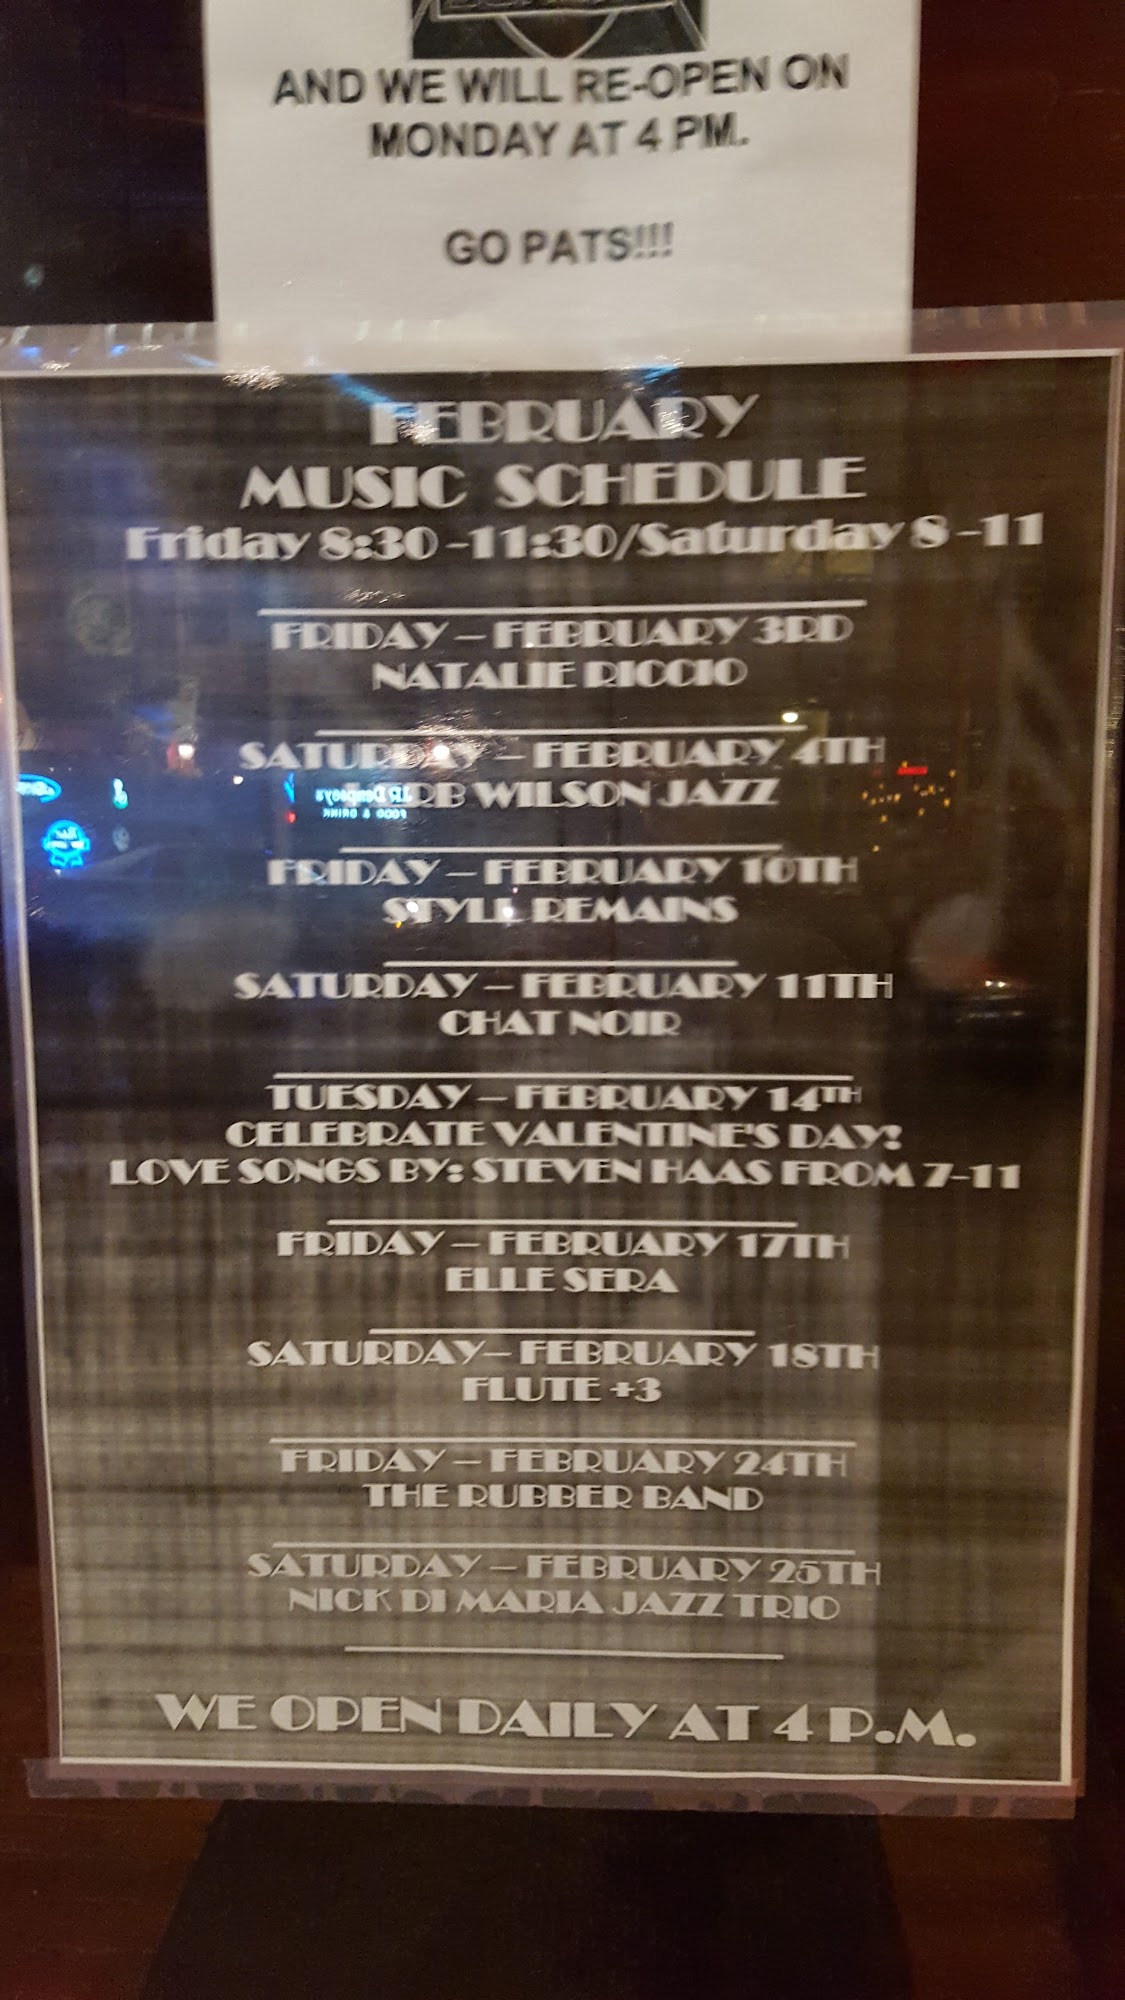 AND WE WILL RE-OPEN ON
MONDAY AT 4 PM.
GO PATS!!!
FEBRUARY
MUSIC SCHEDULE
Friday 8:30 -11:30/Saturday 8 -11
FRIDAY – FEBRUARY 3RD
NATALIE RICCIO
SATURDAY – FEBRUARY 4TH
WILSON JAZZ
FRIDAY – FEBRUARY 10TH
STYLL REMAINS
SATURDAY – FEBRUARY 11TH
CHAT NOIR
TUESDAY – FEBRUARY 14TH
CELEBRATE VALENTINE'S DAY!
LOVE SONGS BY: STEVEN HAAS FROM 7-11
FRIDAY – FEBRUARY 17TH
ELLE SERA
SATURDAY– FEBRUARY 18TH
FLUTE +3
FRIDAY – FEBRUARY 24TH
THE RUBBER BAND
SATURDAY – FEBRUARY 25TH
NICK DI MARIA JAZZ TRIO
WE OPEN DAILY AT 4 P.M.
J.R. Dempseys
FOOD & DRINK